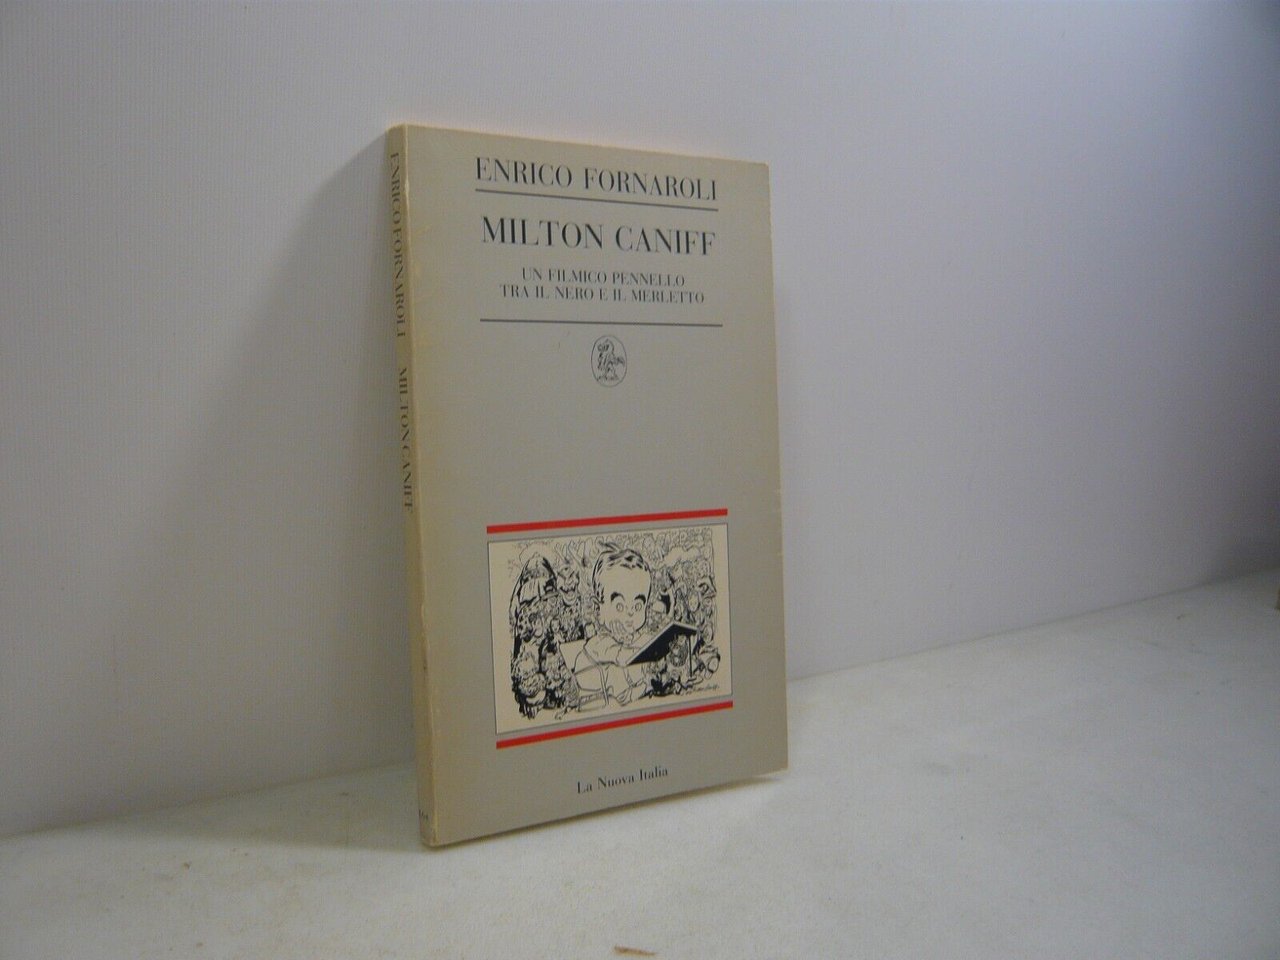 ENRICO FORNAROLI
MILTON CANIFF
UN FILMICO PENNELLO
TRA IL NERO E IL MERLETTO
La Nuova Italia
ENRICO FORNAROLI MILTON CANIFF